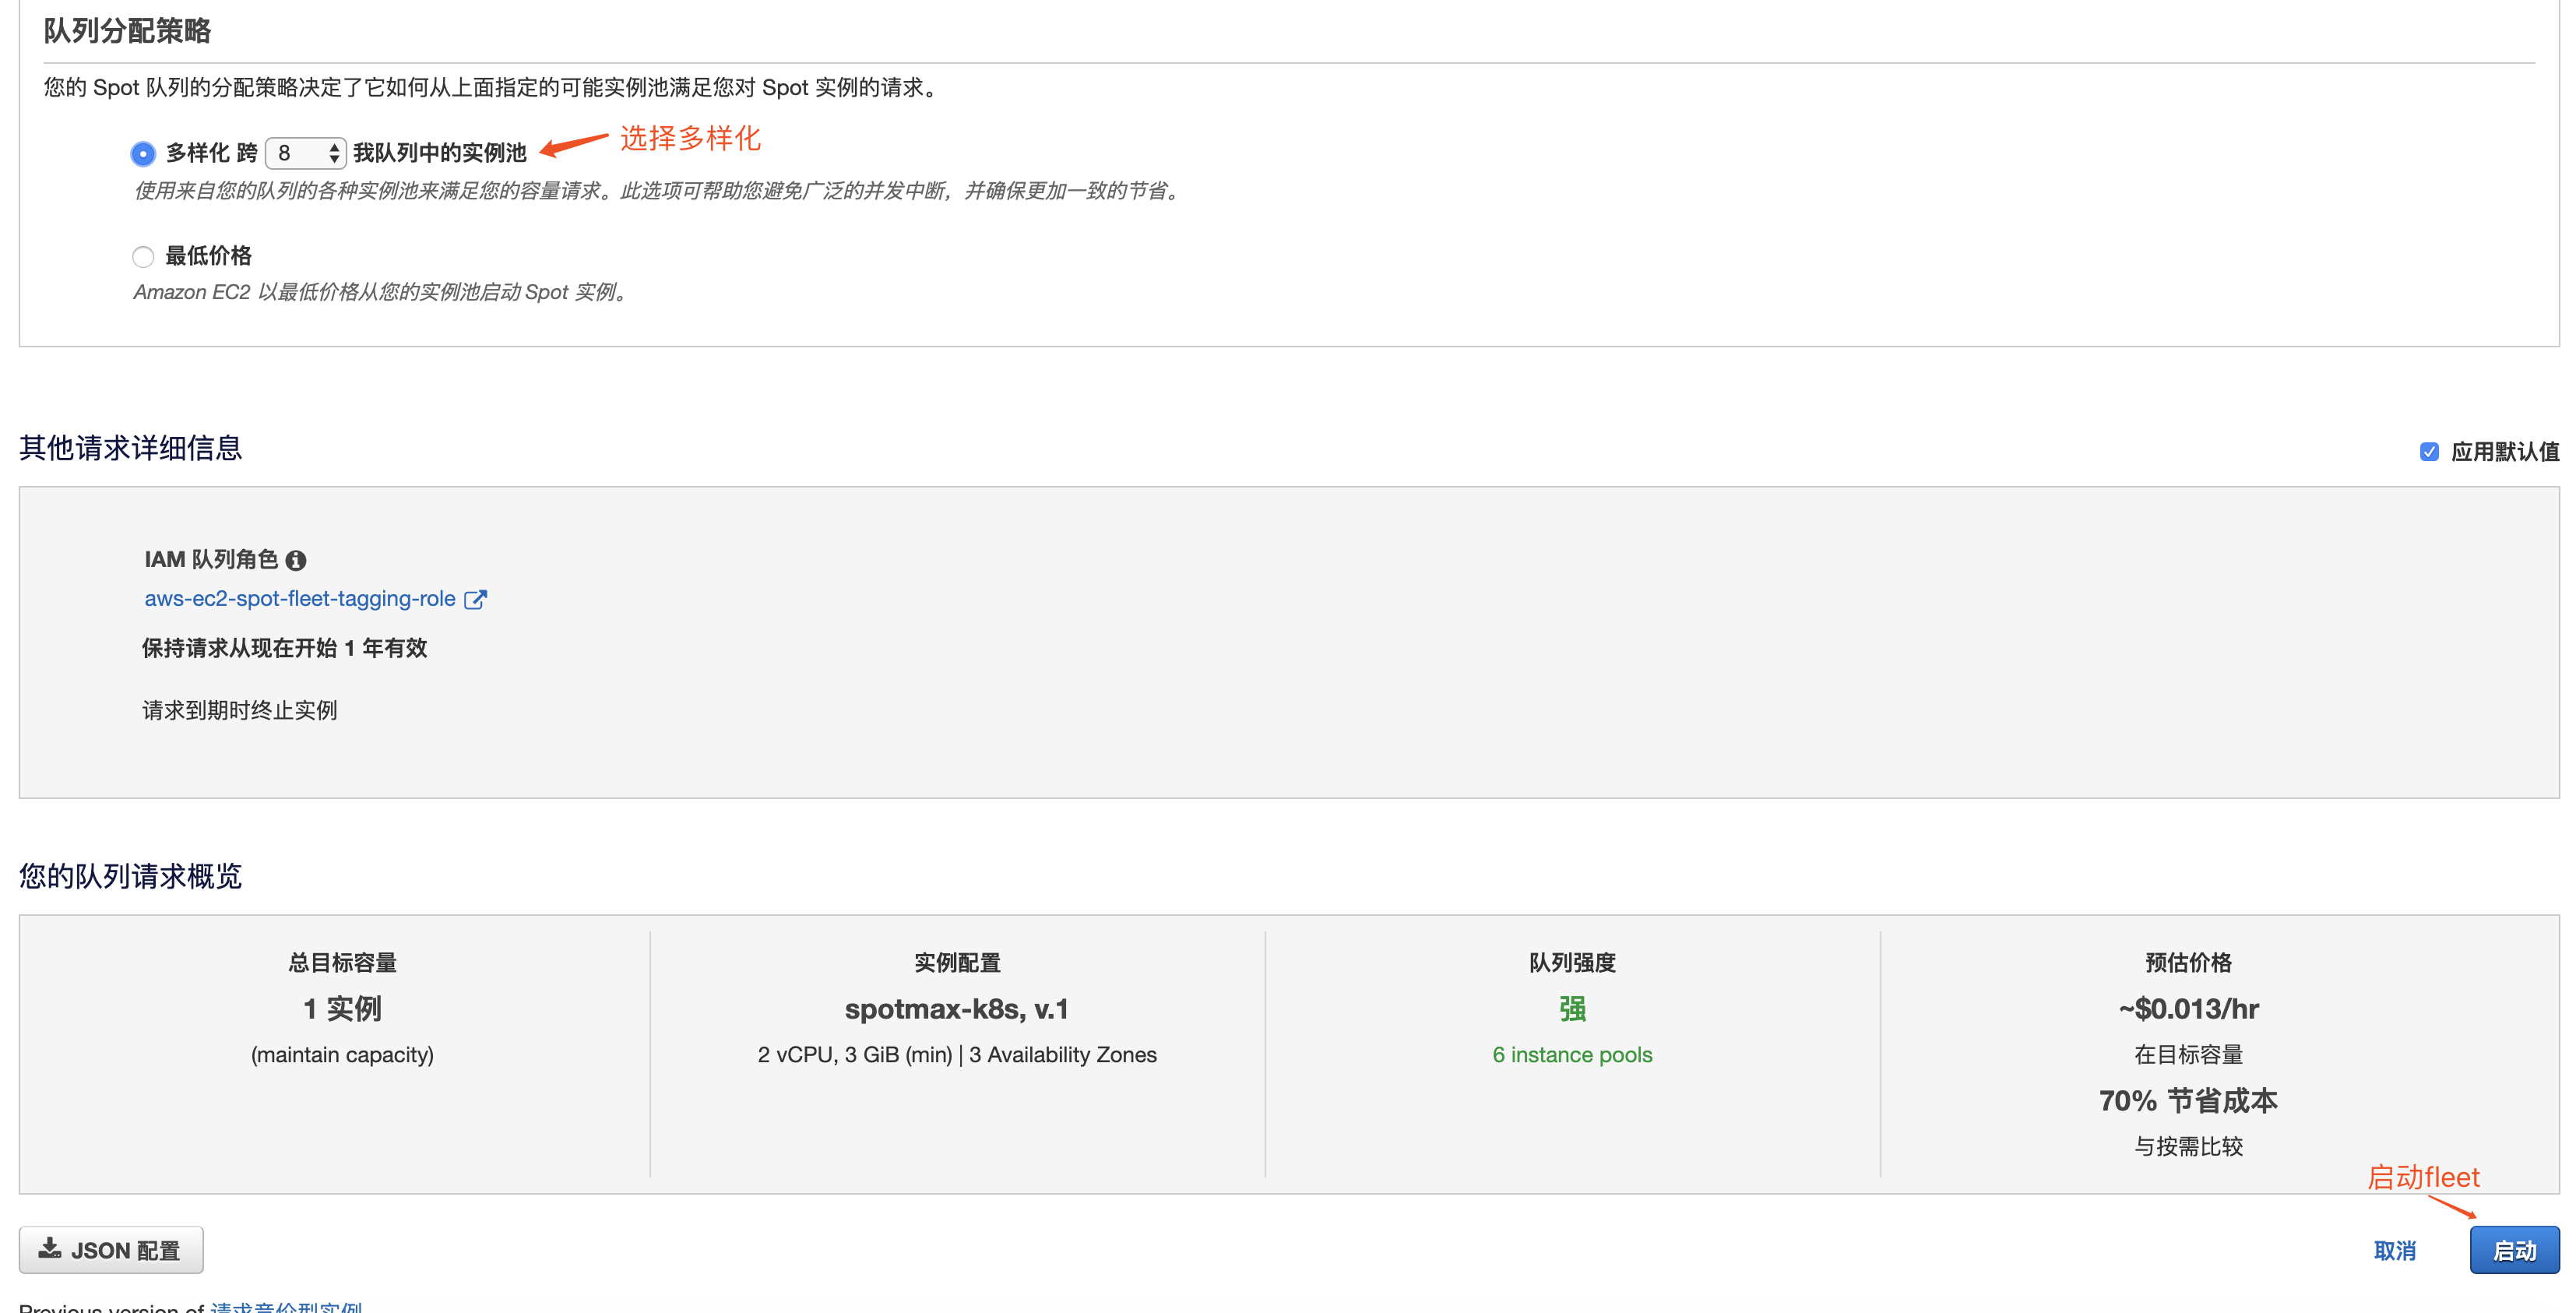 队列分配策略
您的 Spot 队列的分配策略决定了它如何从上面指定的可能实例池满足您对 Spot 实例的请求。
多样化 跨 8 我队列中的实例池
选择多样化
使用来自您的队列的各种实例池来满足您的容量请求。此选项可帮助您避免广泛的并发中断，并确保更加一致的节省。
最低价格
Amazon EC2 以最低价格从您的实例池启动 Spot 实例。
其他请求详细信息
应用默认值
IAM 队列角色
aws-ec2-spot-fleet-tagging-role
保持请求从现在开始 1 年有效
请求到期时终止实例
您的队列请求概览
总目标容量
1 实例
(maintain capacity)
实例配置
spotmax-k8s, v.1
2 vCPU, 3 GiB (min) | 3 Availability Zones
队列强度
强
6 instance pools
预估价格
~$0.013/hr
在目标容量
70% 节省成本
与按需比较
启动fleet
JSON 配置
取消
启动
Previous version of 请求竞价型实例